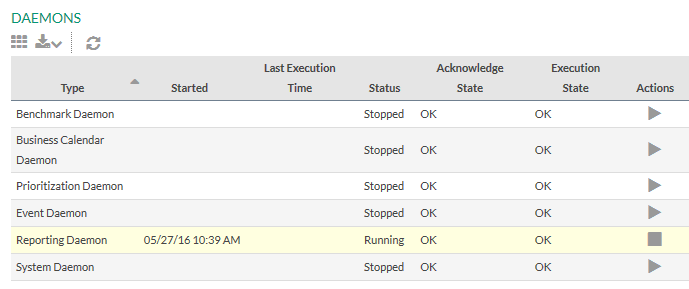 DAEMONS
Last Execution Acknowledge Execution
Type Started Time Status State State Actions
Benchmark Daemon Stopped OK OK
Business Calendar
Daemon Stopped OK OK
Prioritization Daemon Stopped OK OK
Event Daemon Stopped OK OK
Reporting Daemon 05/27/16 10:39 AM Running OK OK
System Daemon Stopped OK OK